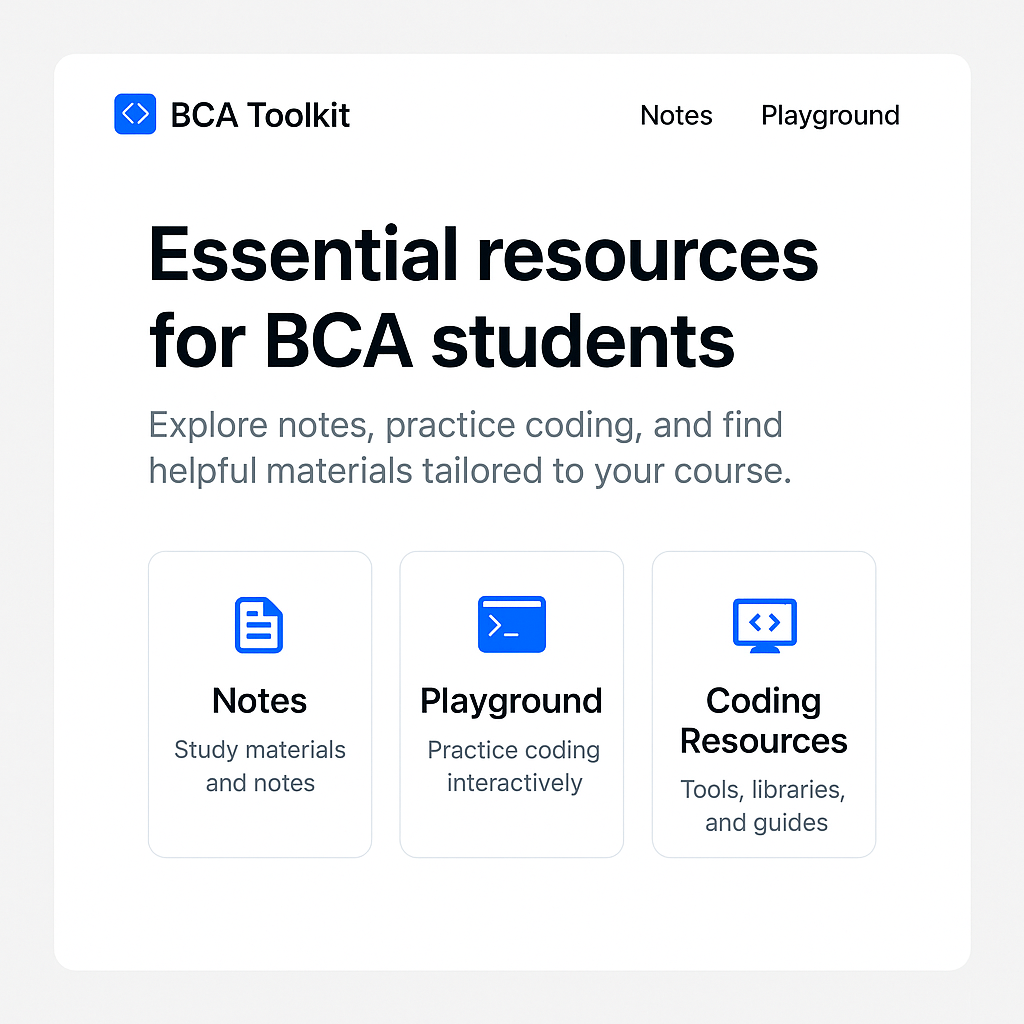 BCA Toolkit
Notes
Playground
Essential resources
for BCA students
Explore notes, practice coding, and find
helpful materials tailored to your course.
Notes
Study materials
and notes
Playground
Practice coding
interactively
Coding
Resources
Tools, libraries,
and guides